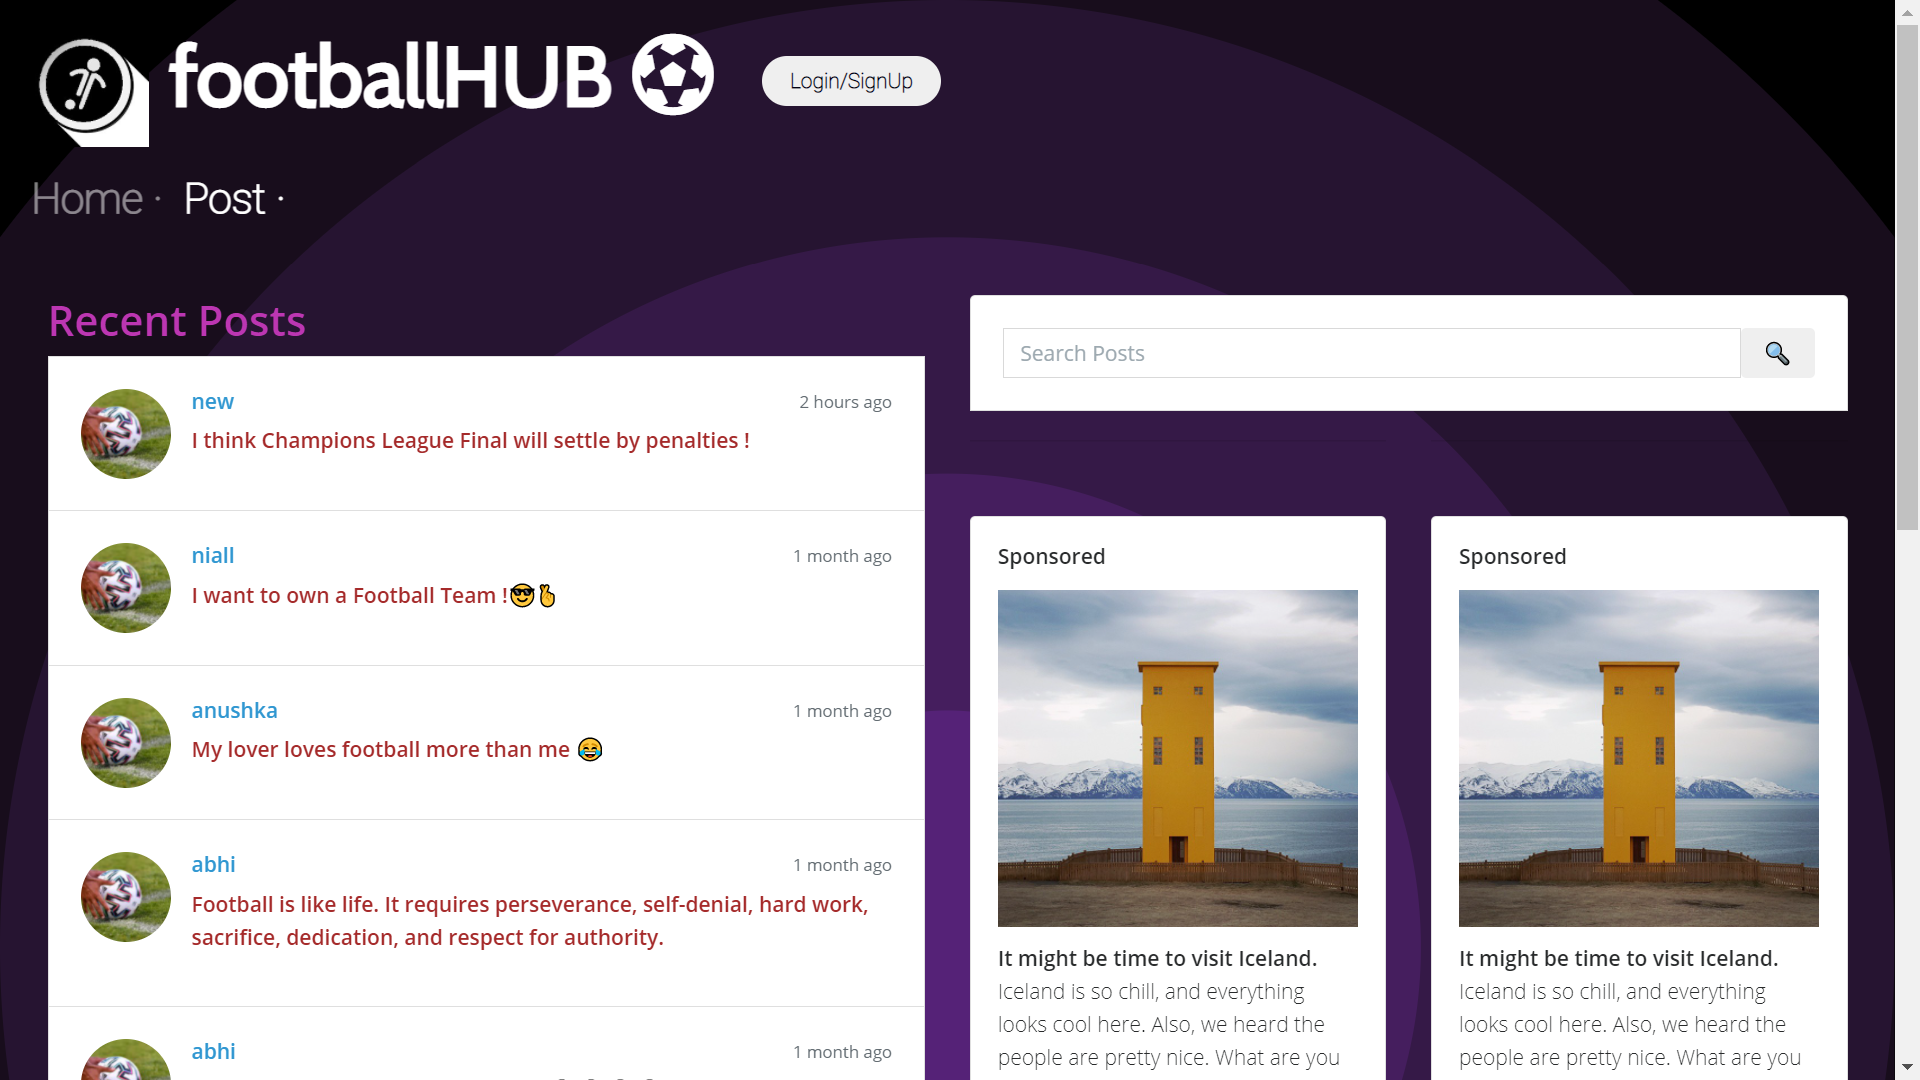 footballHUB
Login/SignUp
Home ·
Post ·
Recent Posts
new
2 hours ago
I think Champions League Final will settle by penalties !
niall
1 month ago
I want to own a Football Team !😎🫰
anushka
1 month ago
My lover loves football more than me 😂
abhi
1 month ago
Football is like life. It requires perseverance, self-denial, hard work,
sacrifice, dedication, and respect for authority.
abhi
1 month ago
Search Posts
Sponsored
It might be time to visit Iceland.
Iceland is so chill, and everything
looks cool here. Also, we heard the
people are pretty nice. What are you
Sponsored
It might be time to visit Iceland.
Iceland is so chill, and everything
looks cool here. Also, we heard the
people are pretty nice. What are you